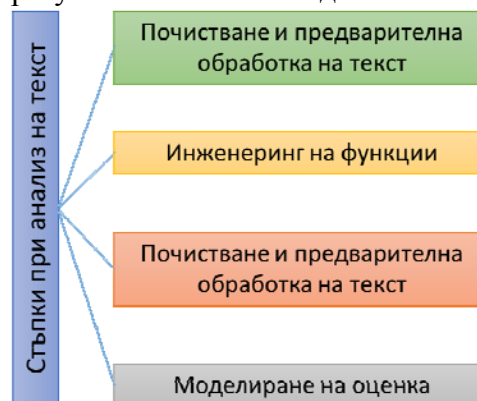 Стъпки при анализ на текст
Почистване и предварителна
обработка на текст
Инженеринг на функции
Почистване и предварителна
обработка на текст
Моделиране на оценка